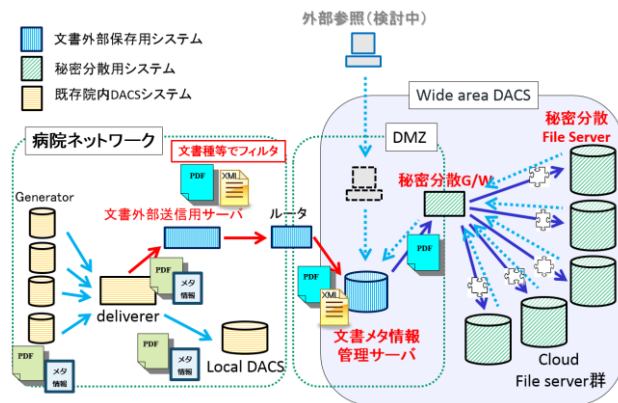 外部参照(検討中)
文書外部保存用システム
秘密分散用システム
既存院内DACSシステム
Wide area DACS
病院ネットワーク
DMZ
秘密分散
File Server
文書種等でフィルタ
PDF
XML
秘密分散G/W
Generator
文書外部送信用サーバ
ルータ
PDF
PDF
メタ
情報
PDF
XML
deliverer
文書メタ情報
管理サーバ
PDF
メタ
情報
PDF
メタ
情報
Local DACS
Cloud
File server群